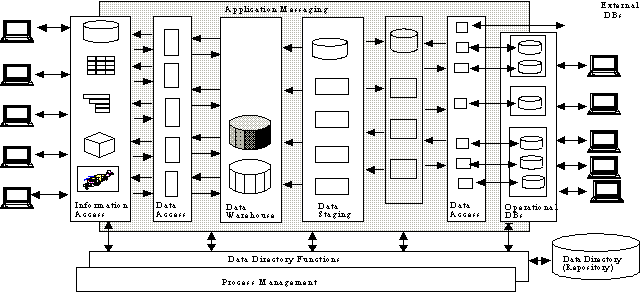 Application Messaging
External
DBs
Information
Access
Data
Access
Data
Warehouse
Data
Staging
Data
Access
Operational
DBs
Data Directory Functions
Process Management
Data Directory
(Repository)